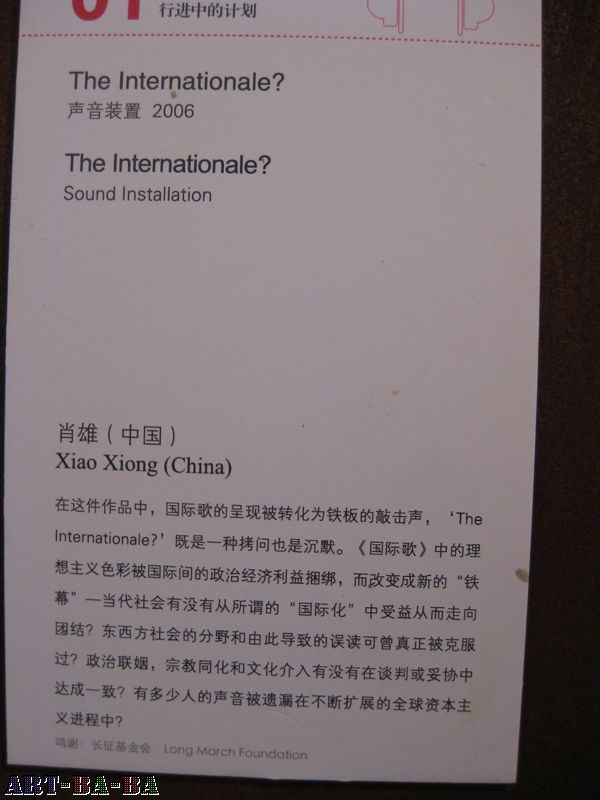 01 行进中的计划
The Internationale?
声音装置 2006
The Internationale?
Sound Installation
肖雄（中国）
Xiao Xiong (China)
在这件作品中，国际歌的呈现被转化为铁板的敲击声，‘The
Internationale?’既是一种拷问也是沉默。《国际歌》中的理
想主义色彩被国际间的政治经济利益捆绑，而改变成新的“铁
幕”—当代社会有没有从所谓的“国际化”中受益从而走向
团结？东西方社会的分野和由此导致的误读可曾真正被克服
过？政治联姻，宗教同化和文化介入有没有在谈判或妥协中
达成一致？有多少人的声音被遗漏在不断扩展的全球资本主
义进程中？
鸣谢：长征基金会 Long March Foundation
ART-BA-BA